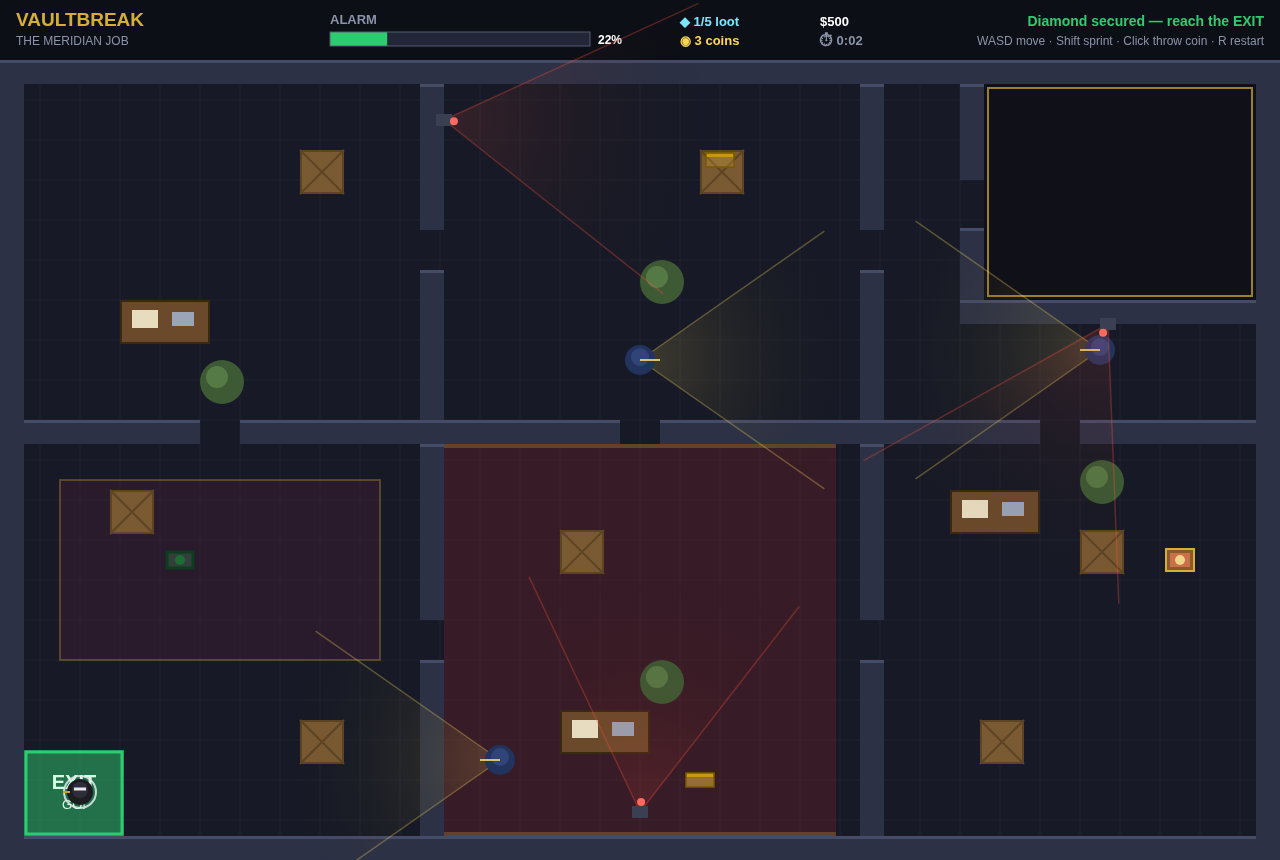 VAULTBREAK
THE MERIDIAN JOB
ALARM
22%
1/5 loot
3 coins
$500
0:02
Diamond secured — reach the EXIT
WASD move · Shift sprint · Click throw coin · R restart
EXIT